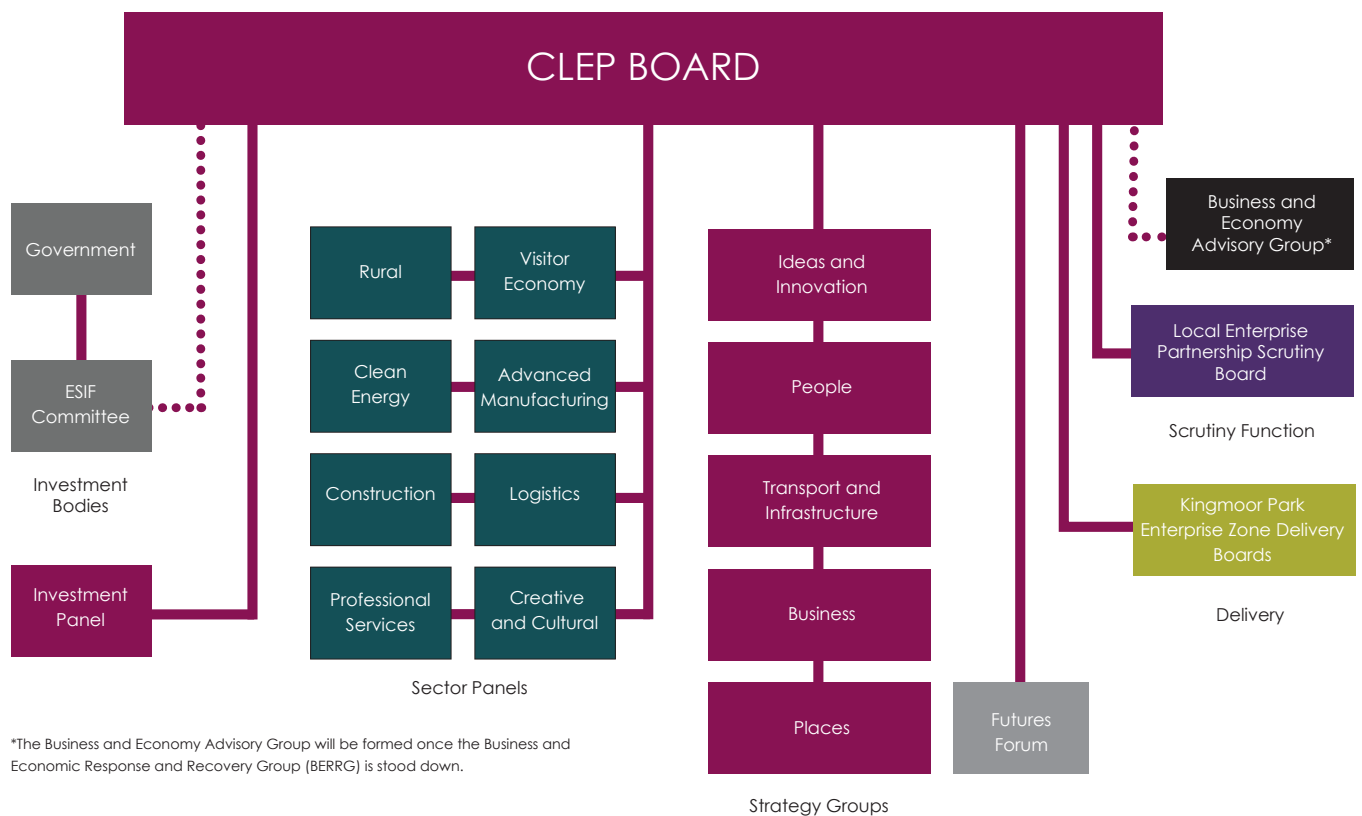 CLEP BOARD
Government
ESIF
Committee
Investment
Bodies
Investment
Panel
Rural
Visitor
Economy
Clean
Energy
Advanced
Manufacturing
Construction
Logistics
Professional
Services
Creative
and Cultural
Sector Panels
Ideas and
Innovation
People
Transport and
Infrastructure
Business
Places
Strategy Groups
Futures
Forum
Business and
Economy
Advisory Group*
Local Enterprise
Partnership Scrutiny
Board
Scrutiny Function
Kingmoor Park
Enterprise Zone Delivery
Boards
Delivery
*The Business and Economy Advisory Group will be formed once the Business and
Economic Response and Recovery Group (BERRG) is stood down.